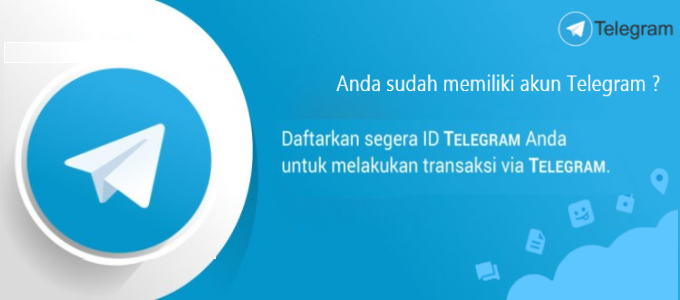 Telegram
Anda sudah memiliki akun Telegram ?
Daftarkan segera ID TELEGRAM Anda
untuk melakukan transaksi via TELEGRAM.